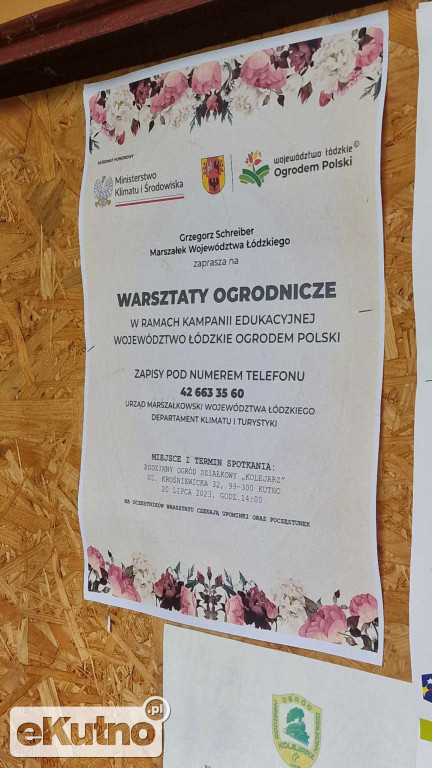 PATRONAT HONOROWY
Ministerstwo
Klimatu i Środowiska
województwo łódzkie©
Ogrodem Polski
Grzegorz Schreiber
Marszałek Województwa Łódzkiego
zaprasza na
WARSZTATY OGRODNICZE
W RAMACH KAMPANII EDUKACYJNEJ
WOJEWÓDZTWO ŁÓDZKIE OGRODEM POLSKI
ZAPISY POD NUMEREM TELEFONU
42 663 35 60
URZĄD MARSZAŁKOWSKI WOJEWÓDZTWA ŁÓDZKIEGO
DEPARTAMENT KLIMATU I TURYSTYKI
MIEJSCE I TERMIN SPOTKANIA:
RODZINNY OGRÓD DZIAŁKOWY „KOLEJARZ"
UL. KROŚNIEWICKA 32, 99-300 KUTNO
20 LIPCA 2023, GODZ.14:00
NA UCZESTNIKÓW WARSZTATU CZEKAJĄ UPOMINKI ORAZ POCZĘSTUNEK
OGRÓD
KOLEJARZ
eKutno.pl